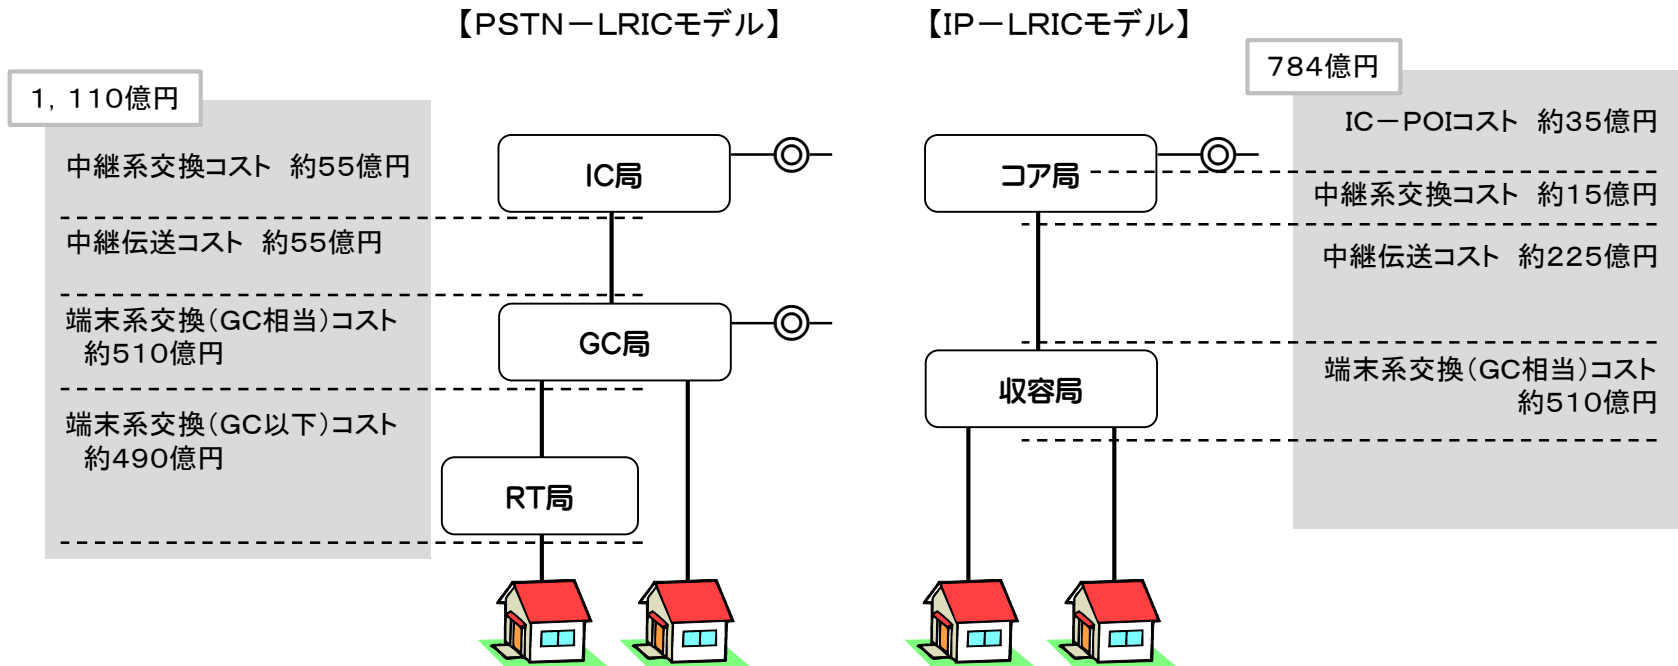 【PSTN－LRICモデル】
【IP－LRICモデル】
1，110億円
中継系交換コスト 約55億円
中継伝送コスト 約55億円
端末系交換（GC相当）コスト
約510億円
端末系交換（GC以下）コスト
約490億円
IC局
GC局
RT局
784億円
IC－POIコスト 約35億円
中継系交換コスト 約15億円
中継伝送コスト 約225億円
端末系交換（GC相当）コスト
約510億円
コア局
収容局